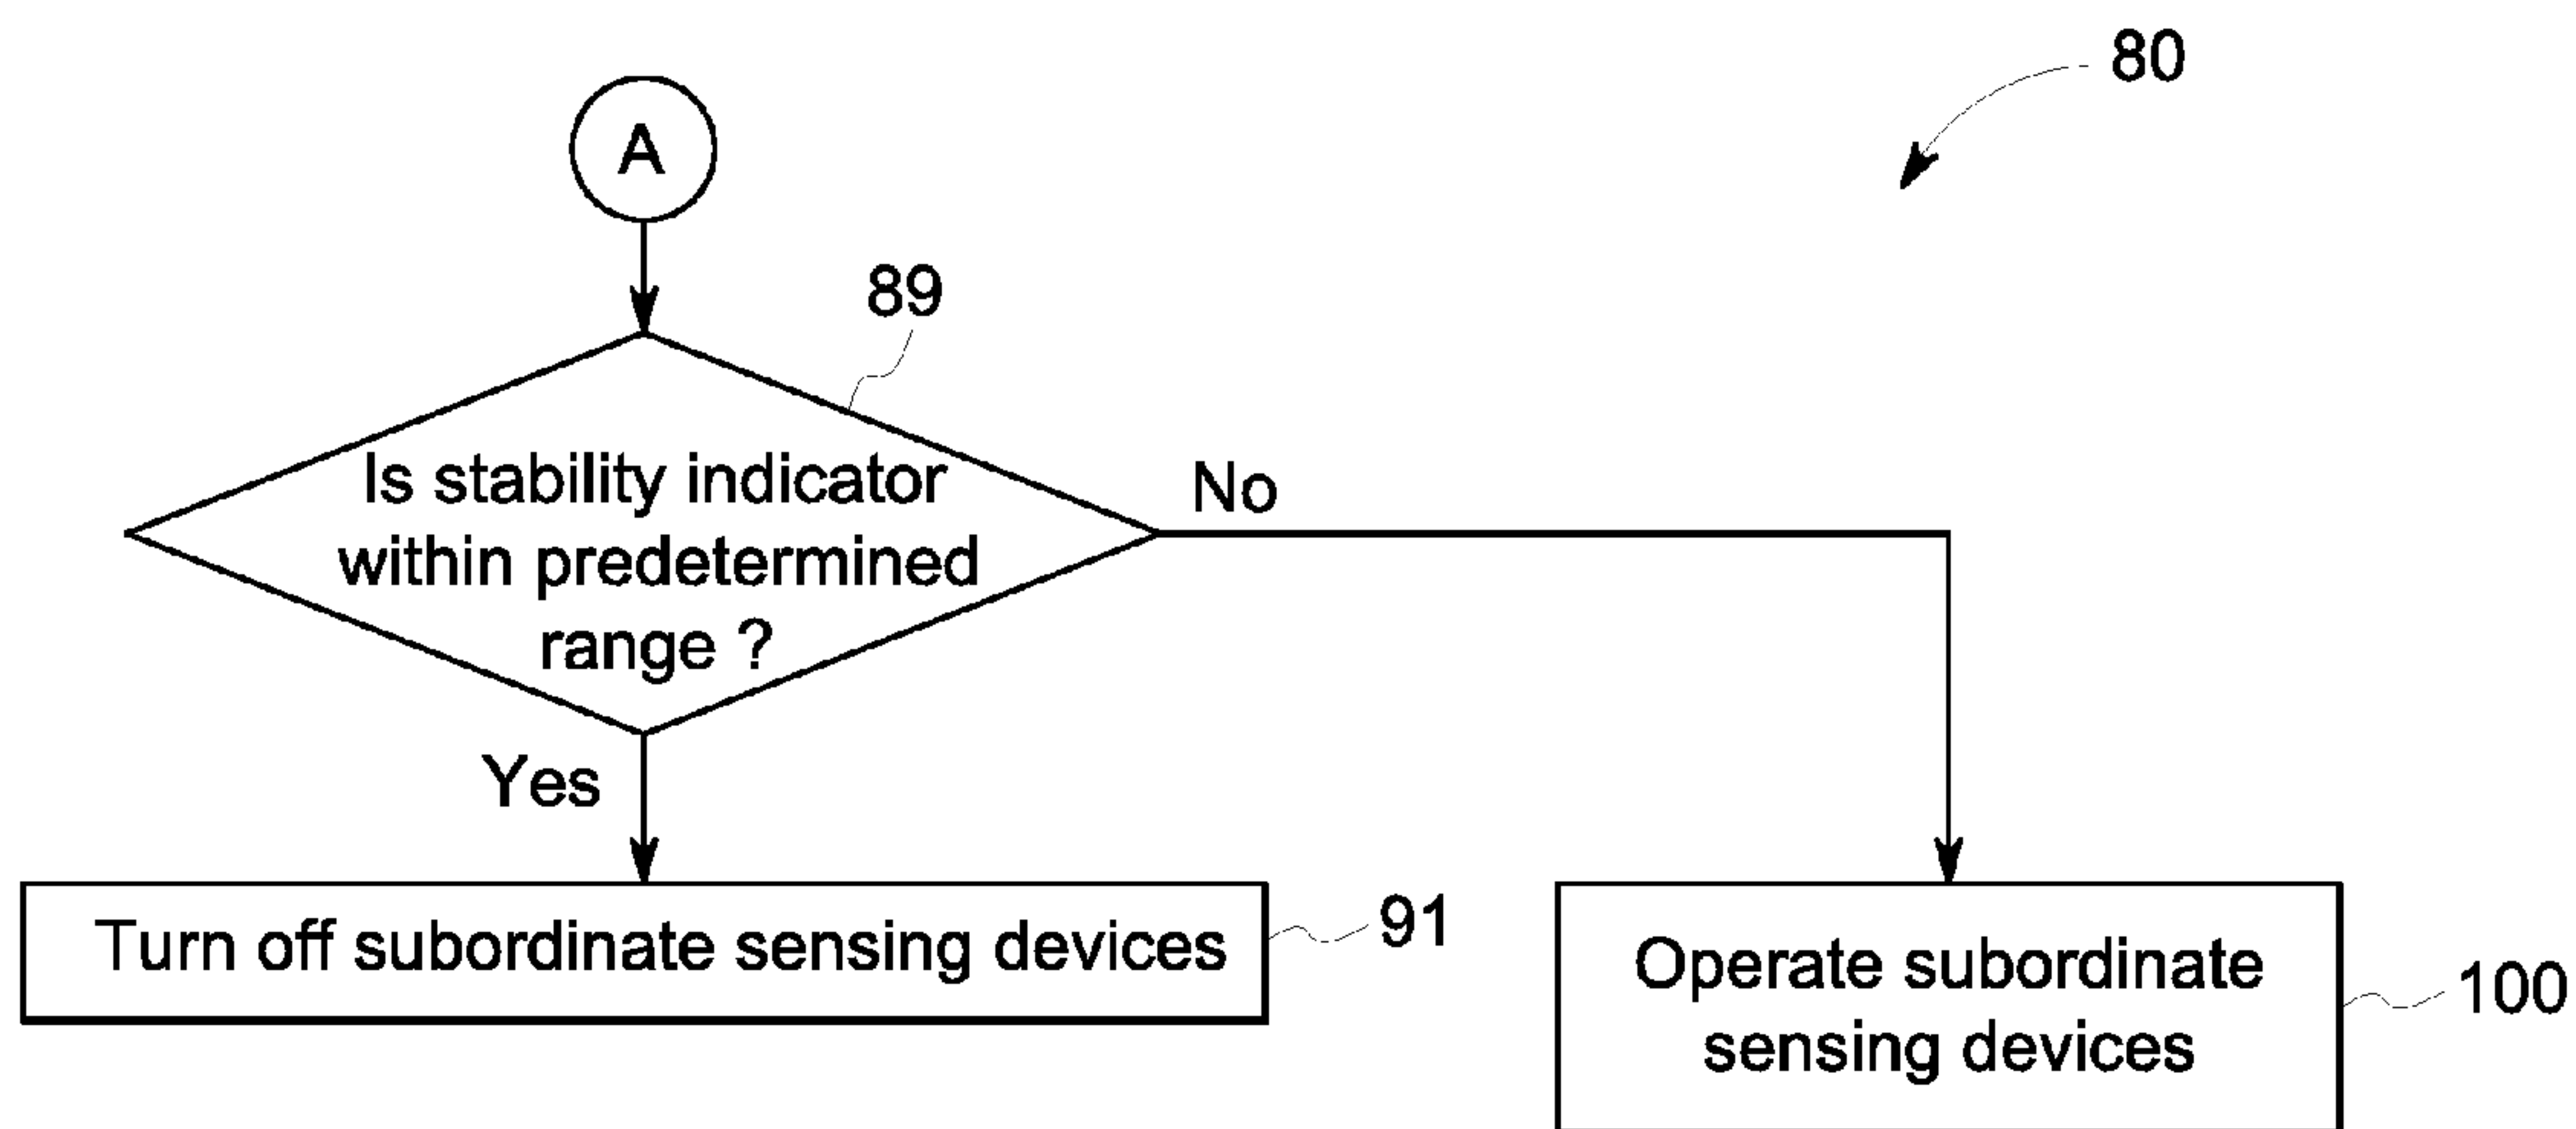 80
A
89
Is stability indicator
within predetermined
range ?
No
Yes
Turn off subordinate sensing devices
91
Operate subordinate
sensing devices
100